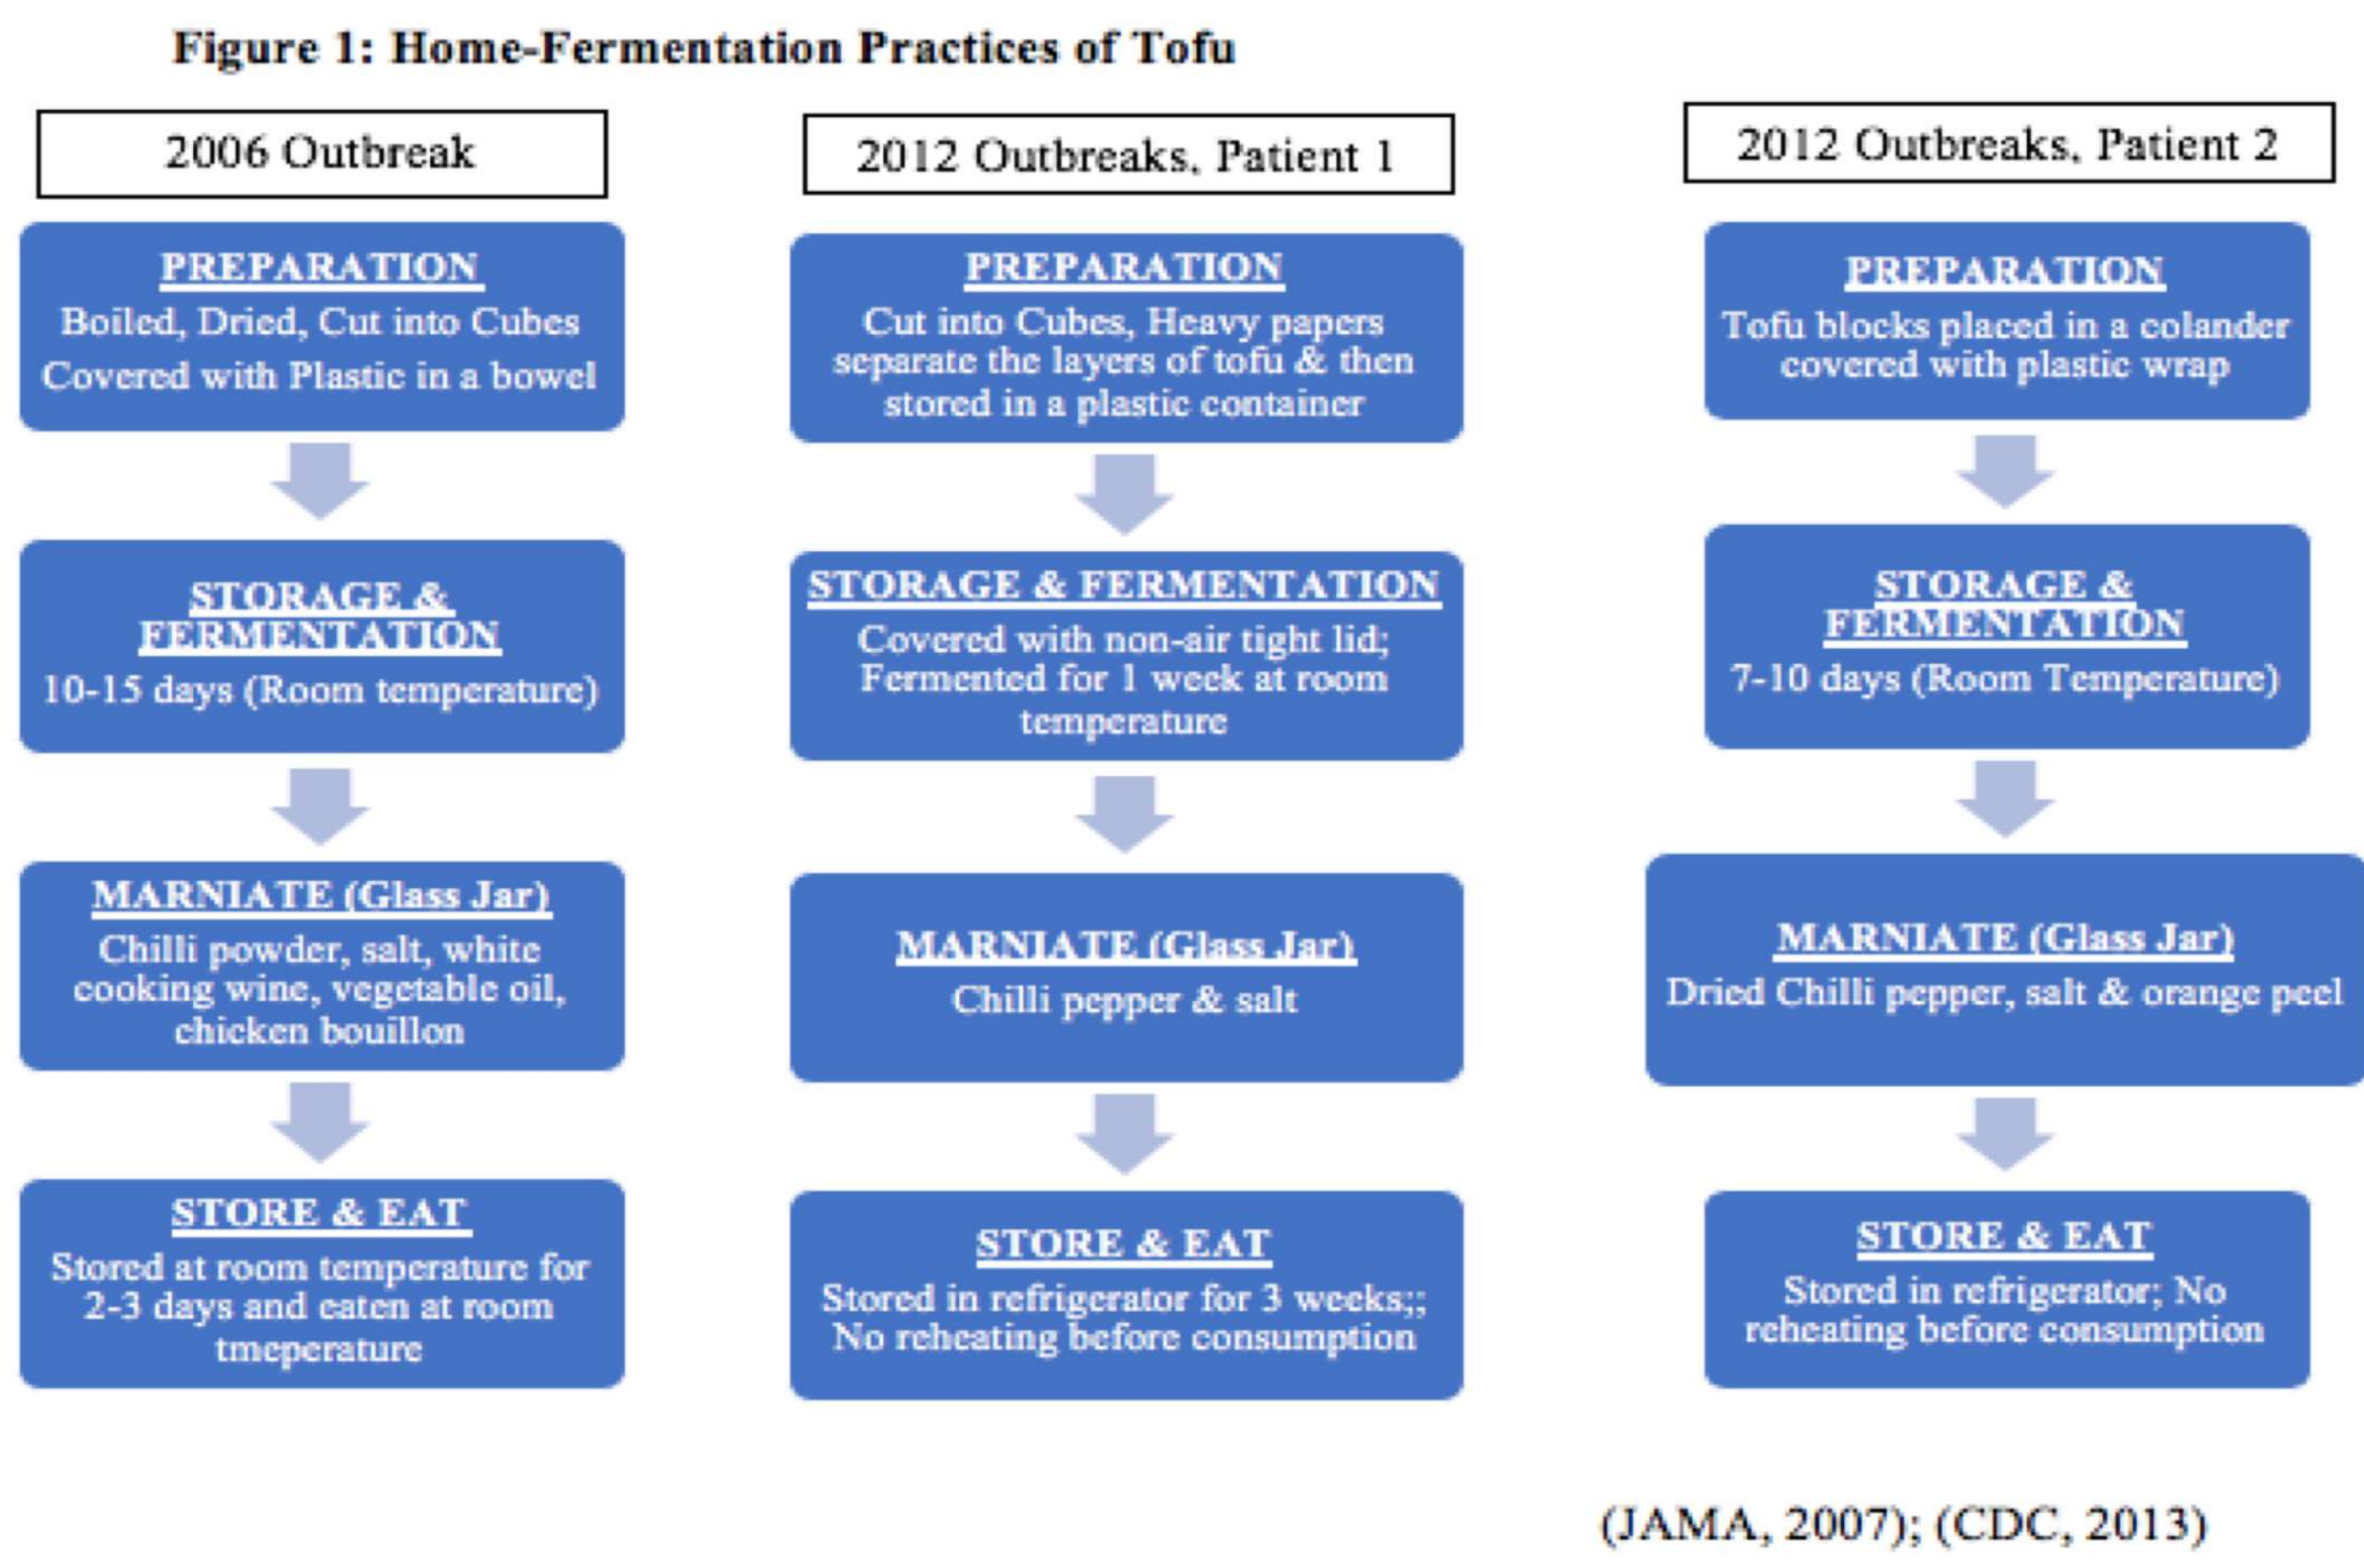 Figure 1: Home-Fermentation Practices of Tofu
2006 Outbreak
PREPARATION
Boiled, Dried, Cut into Cubes
Covered with Plastic in a bowel
STORAGE &
FERMENTATION
10-15 days (Room temperature)
MARNIATE (Glass Jar)
Chilli powder, salt, white
cooking wine, vegetable oil,
chicken bouillon
STORE & EAT
Stored at room temperature for
2-3 days and eaten at room
tmeperature
2012 Outbreaks, Patient 1
PREPARATION
Cut into Cubes, Heavy papers
separate the layers of tofu & then
stored in a plastic container
STORAGE & FERMENTATION
Covered with non-air tight lid;
Fermented for 1 week at room
temperature
MARNIATE (Glass Jar)
Chilli pepper & salt
STORE & EAT
Stored in refrigerator for 3 weeks;;
No reheating before consumption
2012 Outbreaks, Patient 2
PREPARATION
Tofu blocks placed in a colander
covered with plastic wrap
STORAGE &
FERMENTATION
7-10 days (Room Temperature)
MARNIATE (Glass Jar)
Dried Chilli pepper, salt & orange peel
STORE & EAT
Stored in refrigerator; No
reheating before consumption
(JAMA, 2007); (CDC, 2013)